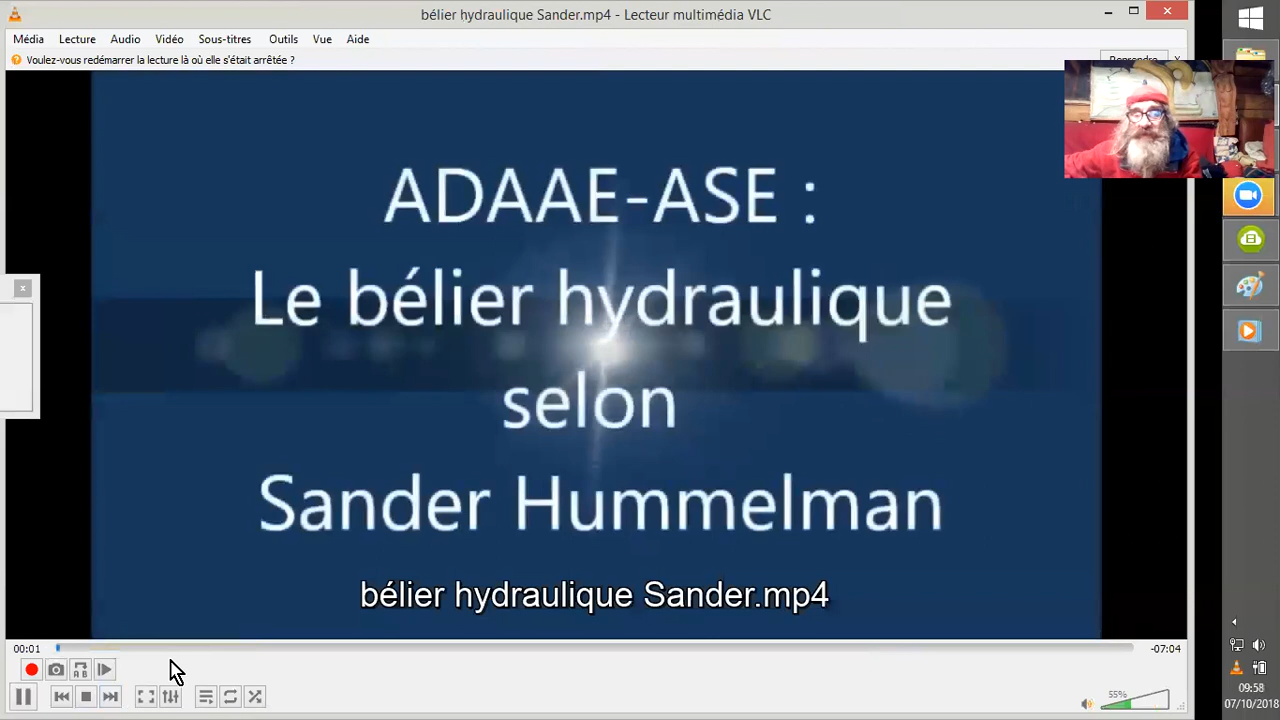 bélier hydraulique Sander.mp4 - Lecteur multimédia VLC
Média Lecture Audio Vidéo Sous-titres Outils Vue Aide
Voulez-vous redémarrer la lecture là où elle s'était arrêtée ?
Reprendre
ADAAE-ASE :
Le bélier hydraulique
selon
Sander Hummelman
bélier hydraulique Sander.mp4
00:01
-07:04
55%
09:58
07/10/2018